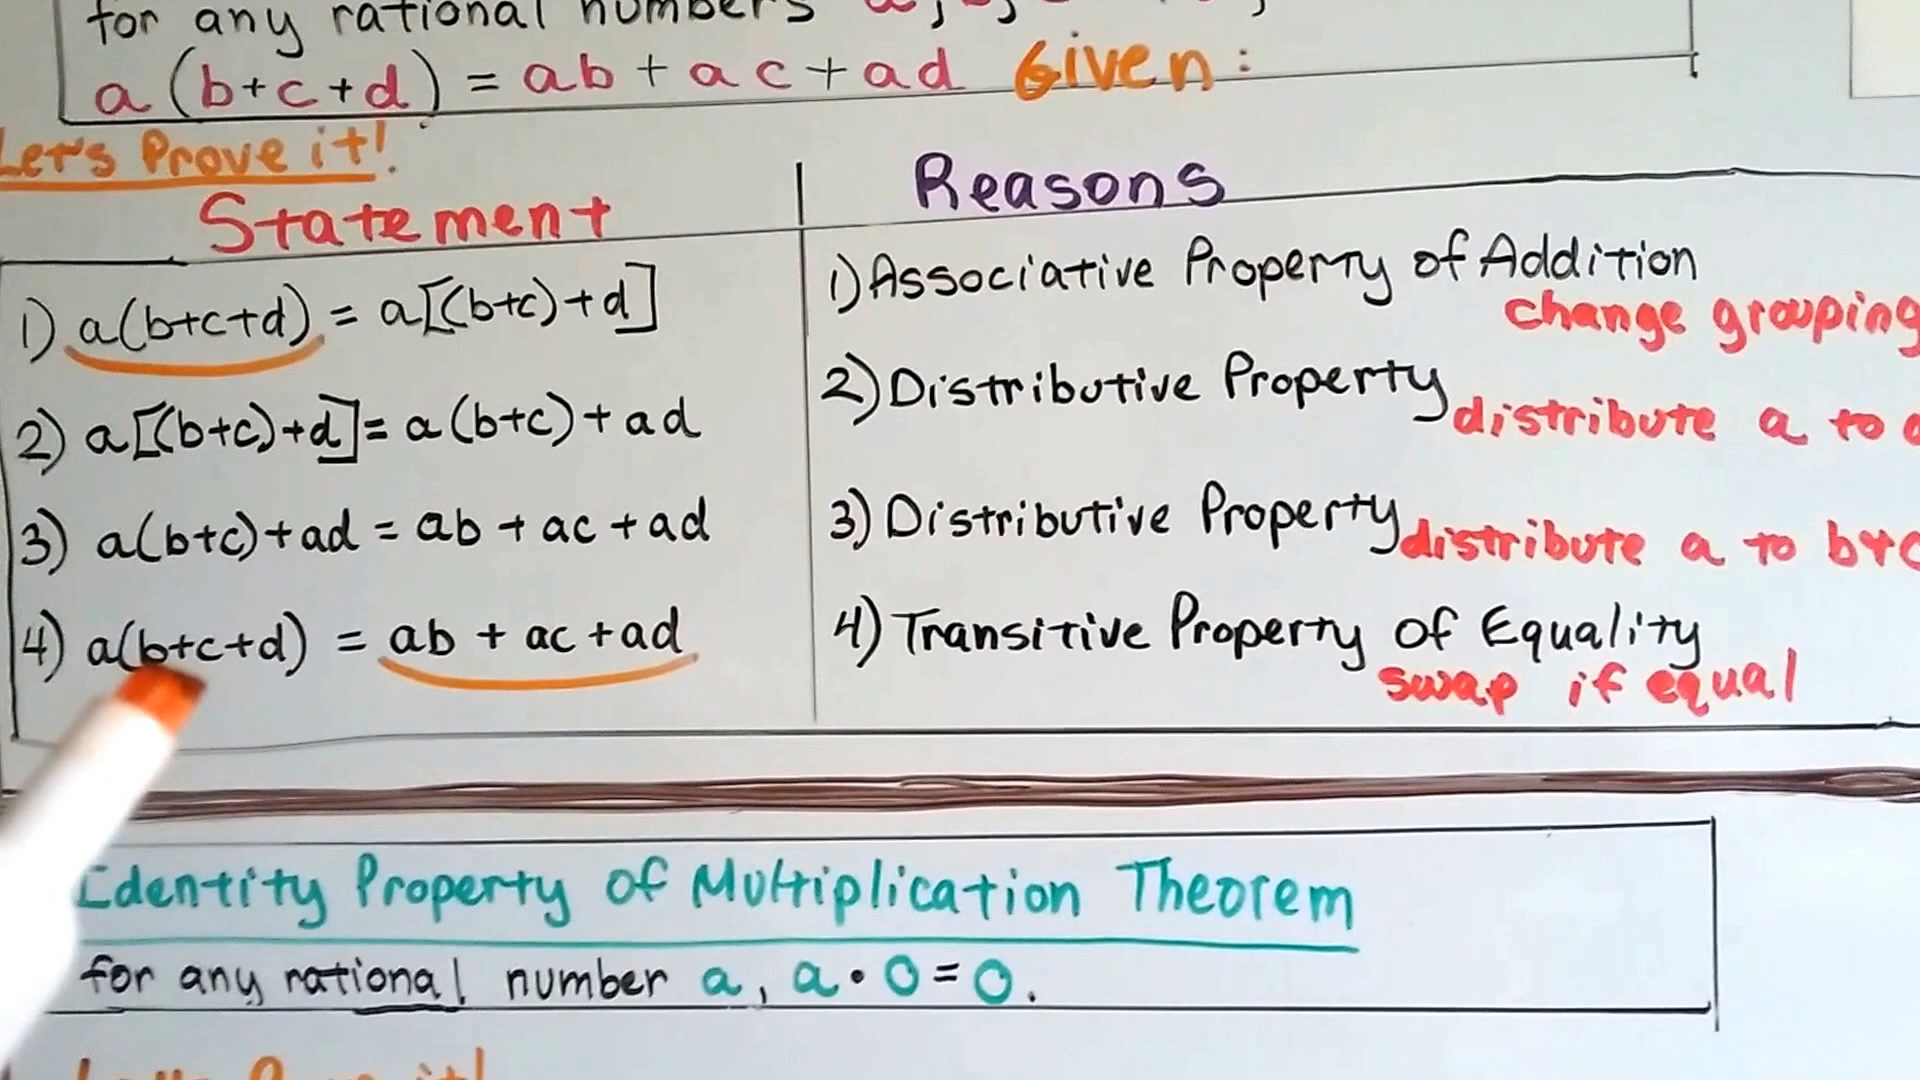 for any rational numbers
a(b+c+d) = ab + ac + ad Given:
Let's Prove it!
Statement
Reasons
1) a(b+c+d) = a[(b+c)+d]
1) Associative Property of Addition
change grouping
2) a[(b+c)+d] = a(b+c) + ad
2) Distributive Property
distribute a to
3) a(b+c)+ad = ab + ac + ad
3) Distributive Property
distribute a to b+c
4) a(b+c+d) = ab + ac + ad
4) Transitive Property of Equality
swap if equal
Identity Property of Multiplication Theorem
for any rational number a, a • 0 = 0.